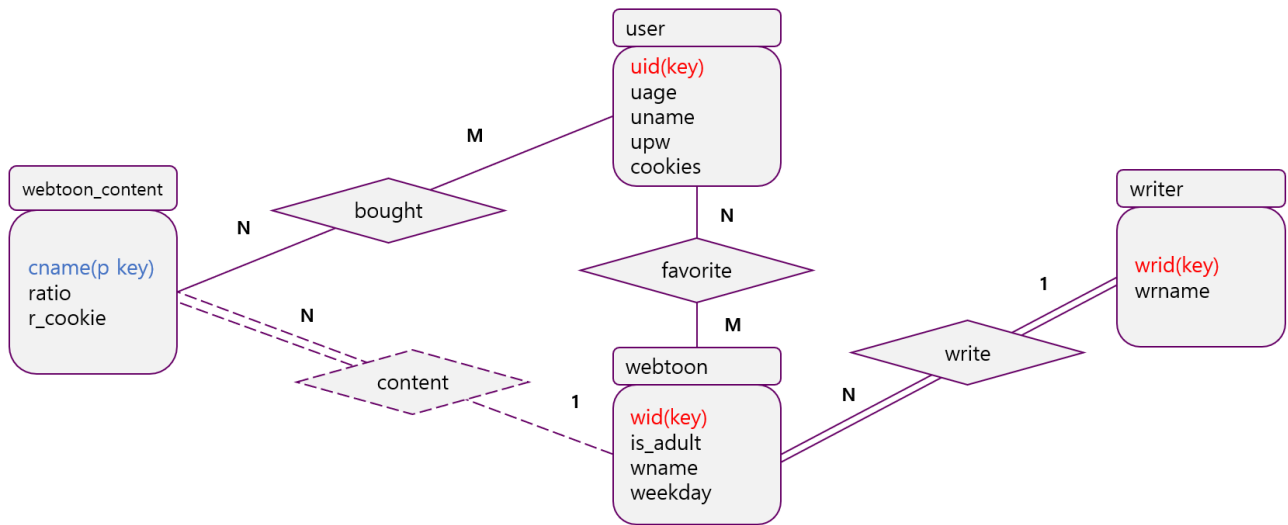 user
uid(key)
uage
uname
upw
cookies
M
bought
N
webtoon_content
cname(p key)
ratio
r_cookie
N
content
1
N
favorite
M
webtoon
wid(key)
is_adult
wname
weekday
N
write
1
writer
wrid(key)
wrname